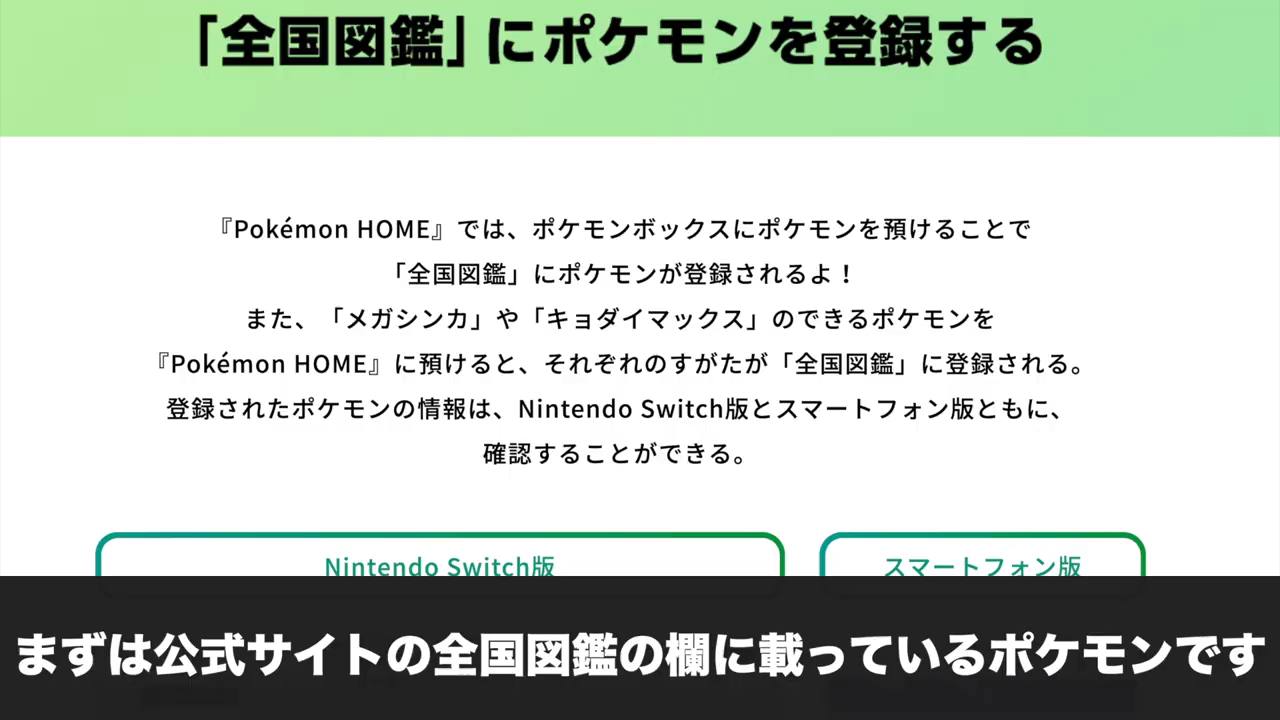 「全国図鑑」にポケモンを登録する
『Pokémon HOME』では、ポケモンボックスにポケモンを預けることで
「全国図鑑」にポケモンが登録されるよ！
また、「メガシンカ」や「キョダイマックス」のできるポケモンを
『Pokémon HOME』に預けると、それぞれのすがたが「全国図鑑」に登録される。
登録されたポケモンの情報は、Nintendo Switch版とスマートフォン版ともに、
確認することができる。
Nintendo Switch版
スマートフォン版
まずは公式サイトの全国図鑑の欄に載っているポケモンです